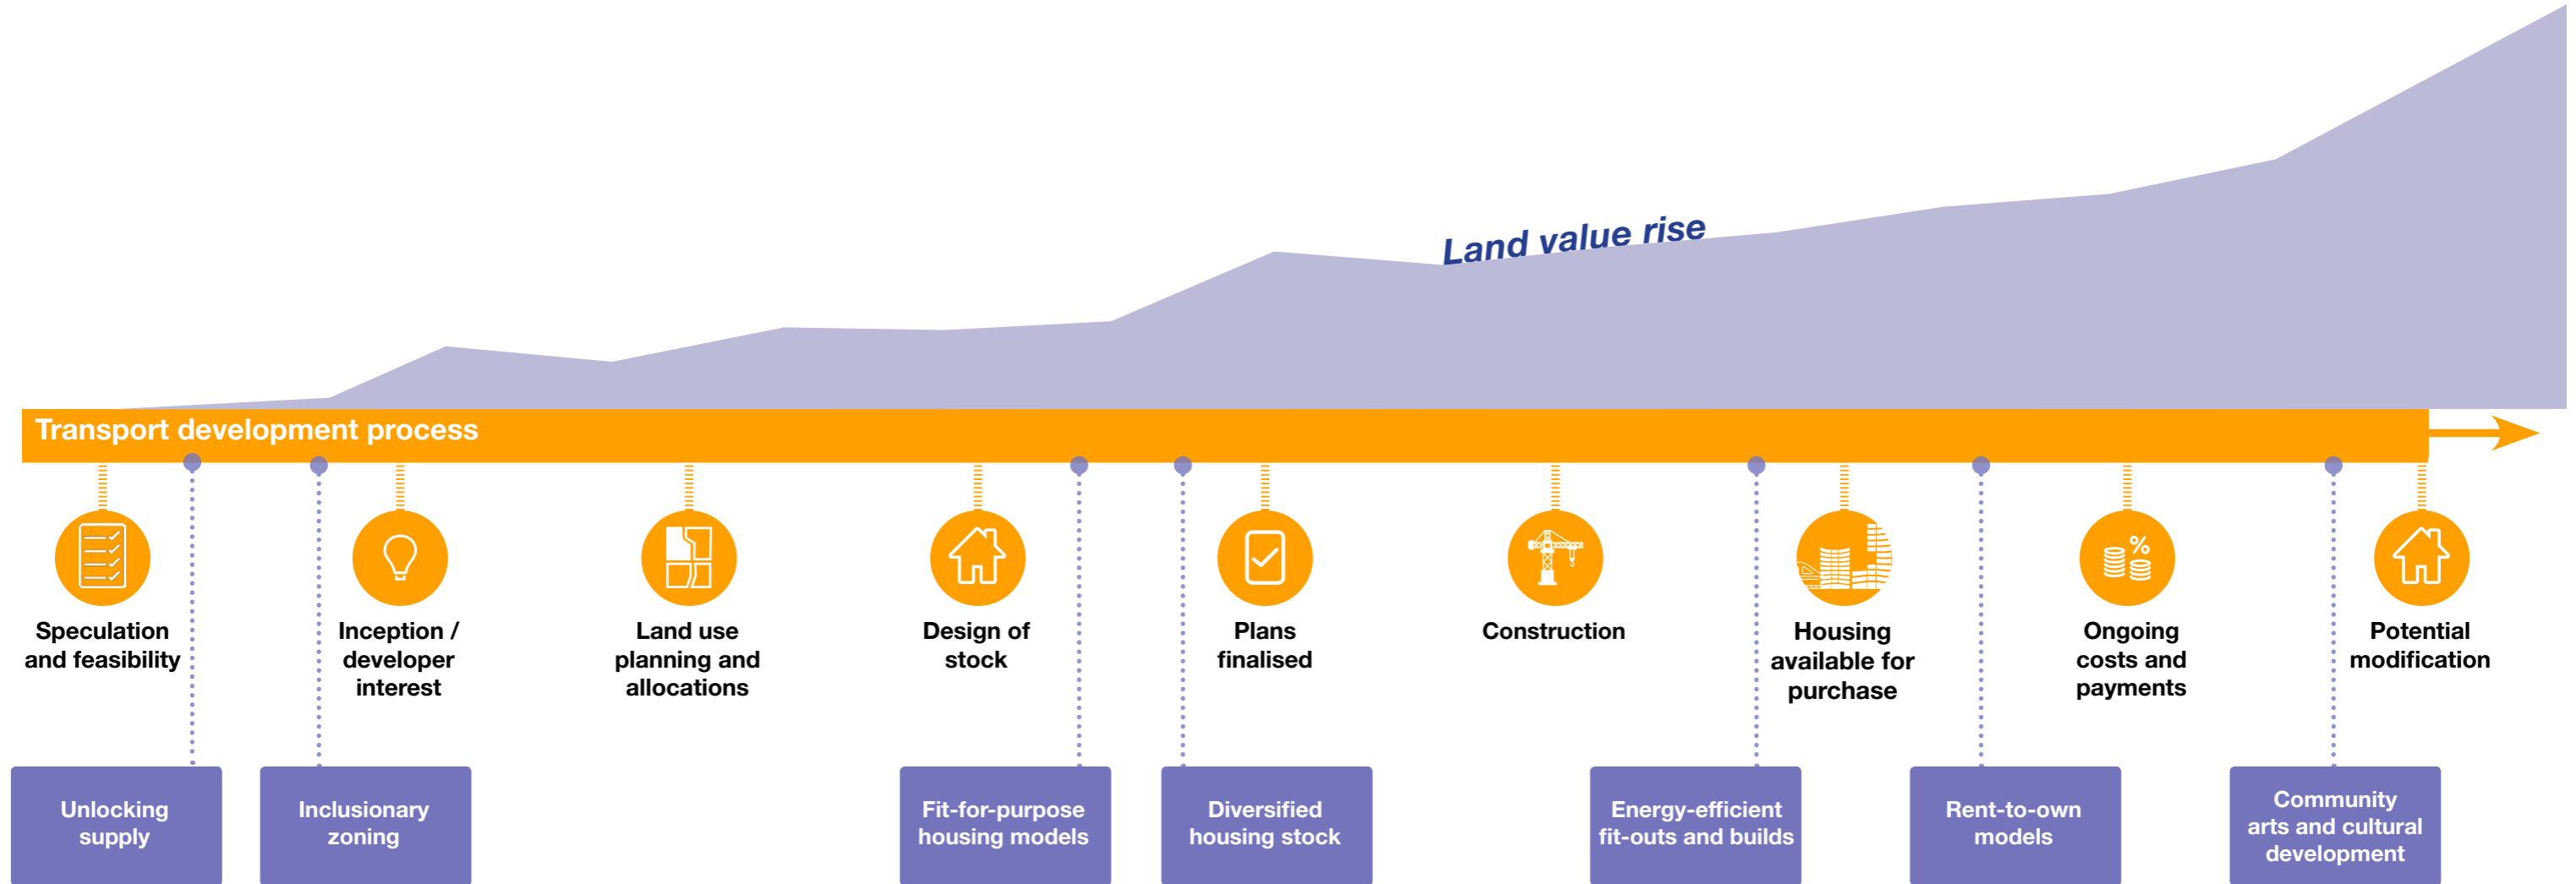 Land value rise
Transport development process
Speculation
and feasibility
Inception /
developer
interest
Land use
planning and
allocations
Design of
stock
Plans
finalised
Construction
Housing
available for
purchase
%
Ongoing
costs and
payments
Potential
modification
Unlocking
supply
Inclusionary
zoning
Fit-for-purpose
housing models
Diversified
housing stock
Energy-efficient
fit-outs and builds
Rent-to-own
models
Community
arts and cultural
development